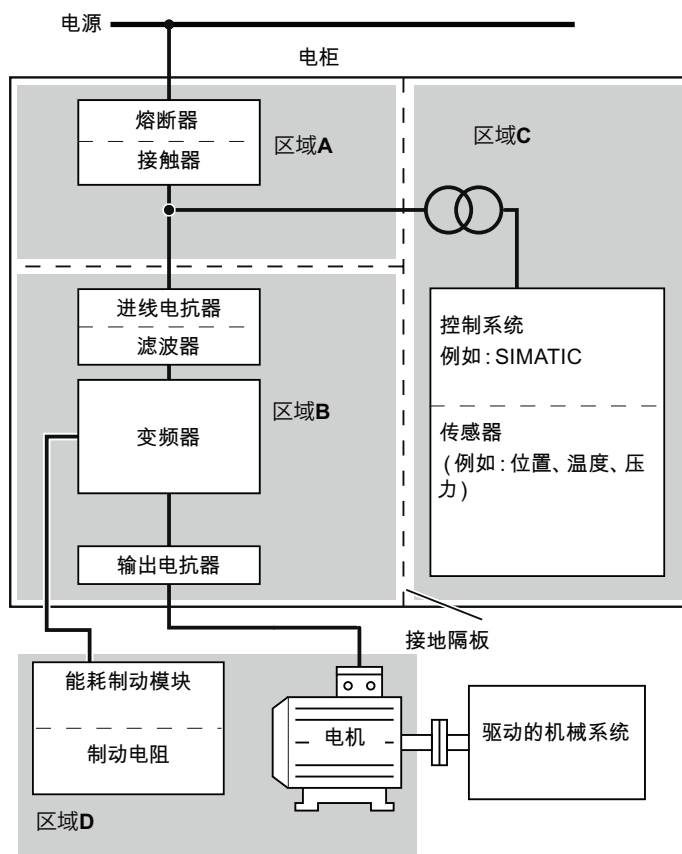 电源
电柜
熔断器
接触器
区域A
区域C
进线电抗器
滤波器
控制系统
例如:SIMATIC
变频器
区域B
传感器
(例如:位置、温度、压
力)
输出电抗器
接地隔板
能耗制动模块
制动电阻
电机
驱动的机械系统
区域D